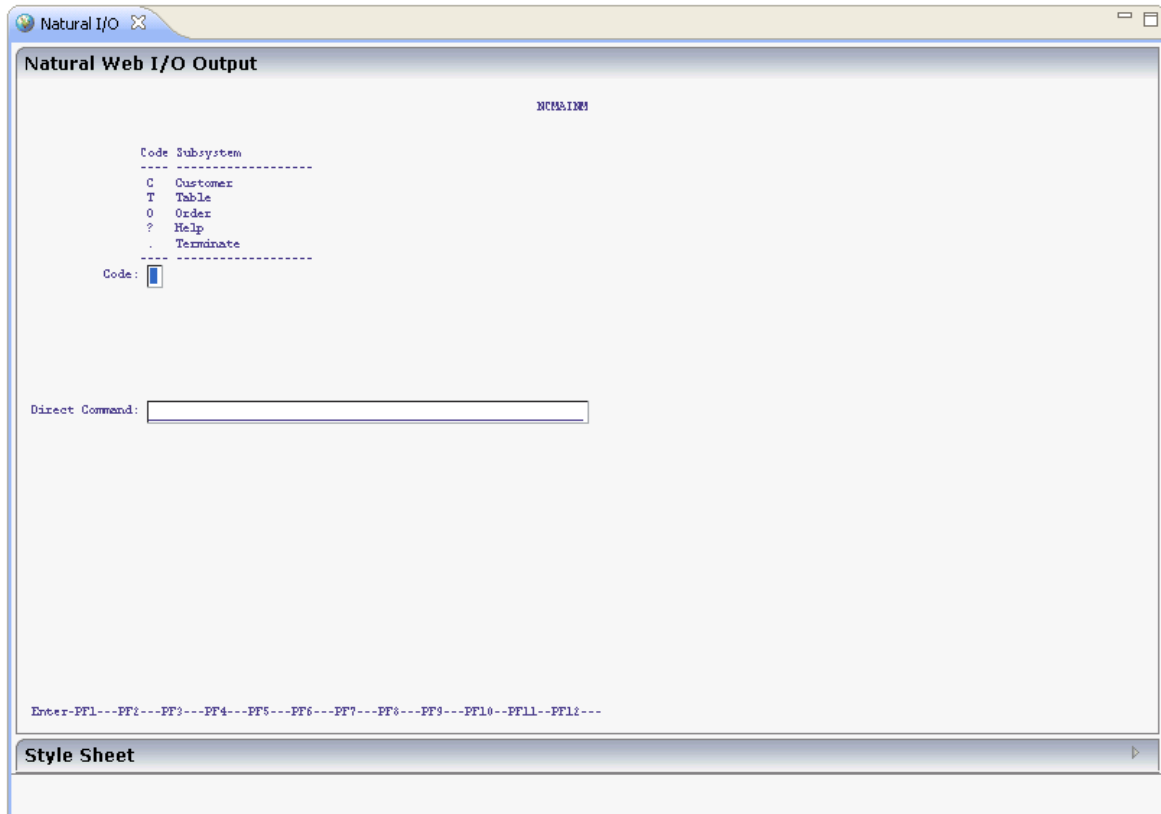 Natural I/O
Natural Web I/O Output
NCMAINM
Code Subsystem
---- -------------------
C Customer
T Table
O Order
? Help
. Terminate
---- -------------------
Code:
Direct Command:
Enter-PF1---PF2---PF3---PF4---PF5---PF6---PF7---PF8---PF9---PF10--PF11--PF12---
Style Sheet